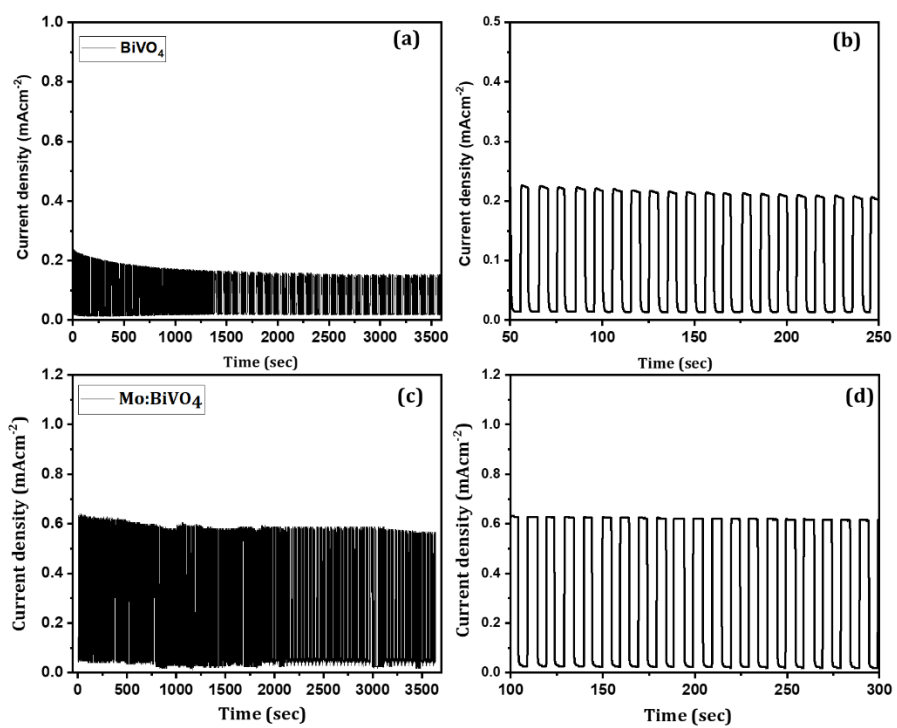 (a)
BiVO₄
Current density (mAcm⁻²)
1.0
0.8
0.6
0.4
0.2
0.0
0 500 1000 1500 2000 2500 3000 3500
Time (sec)
(b)
Current density (mAcm⁻²)
0.5
0.4
0.3
0.2
0.1
0.0
50 100 150 200 250
Time (sec)
(c)
Mo:BiVO₄
Current density (mAcm⁻²)
1.2
1.0
0.8
0.6
0.4
0.2
0.0
0 500 1000 1500 2000 2500 3000 3500
Time (sec)
(d)
Current density (mAcm⁻²)
1.2
1.0
0.8
0.6
0.4
0.2
0.0
100 150 200 250 300
Time (sec)